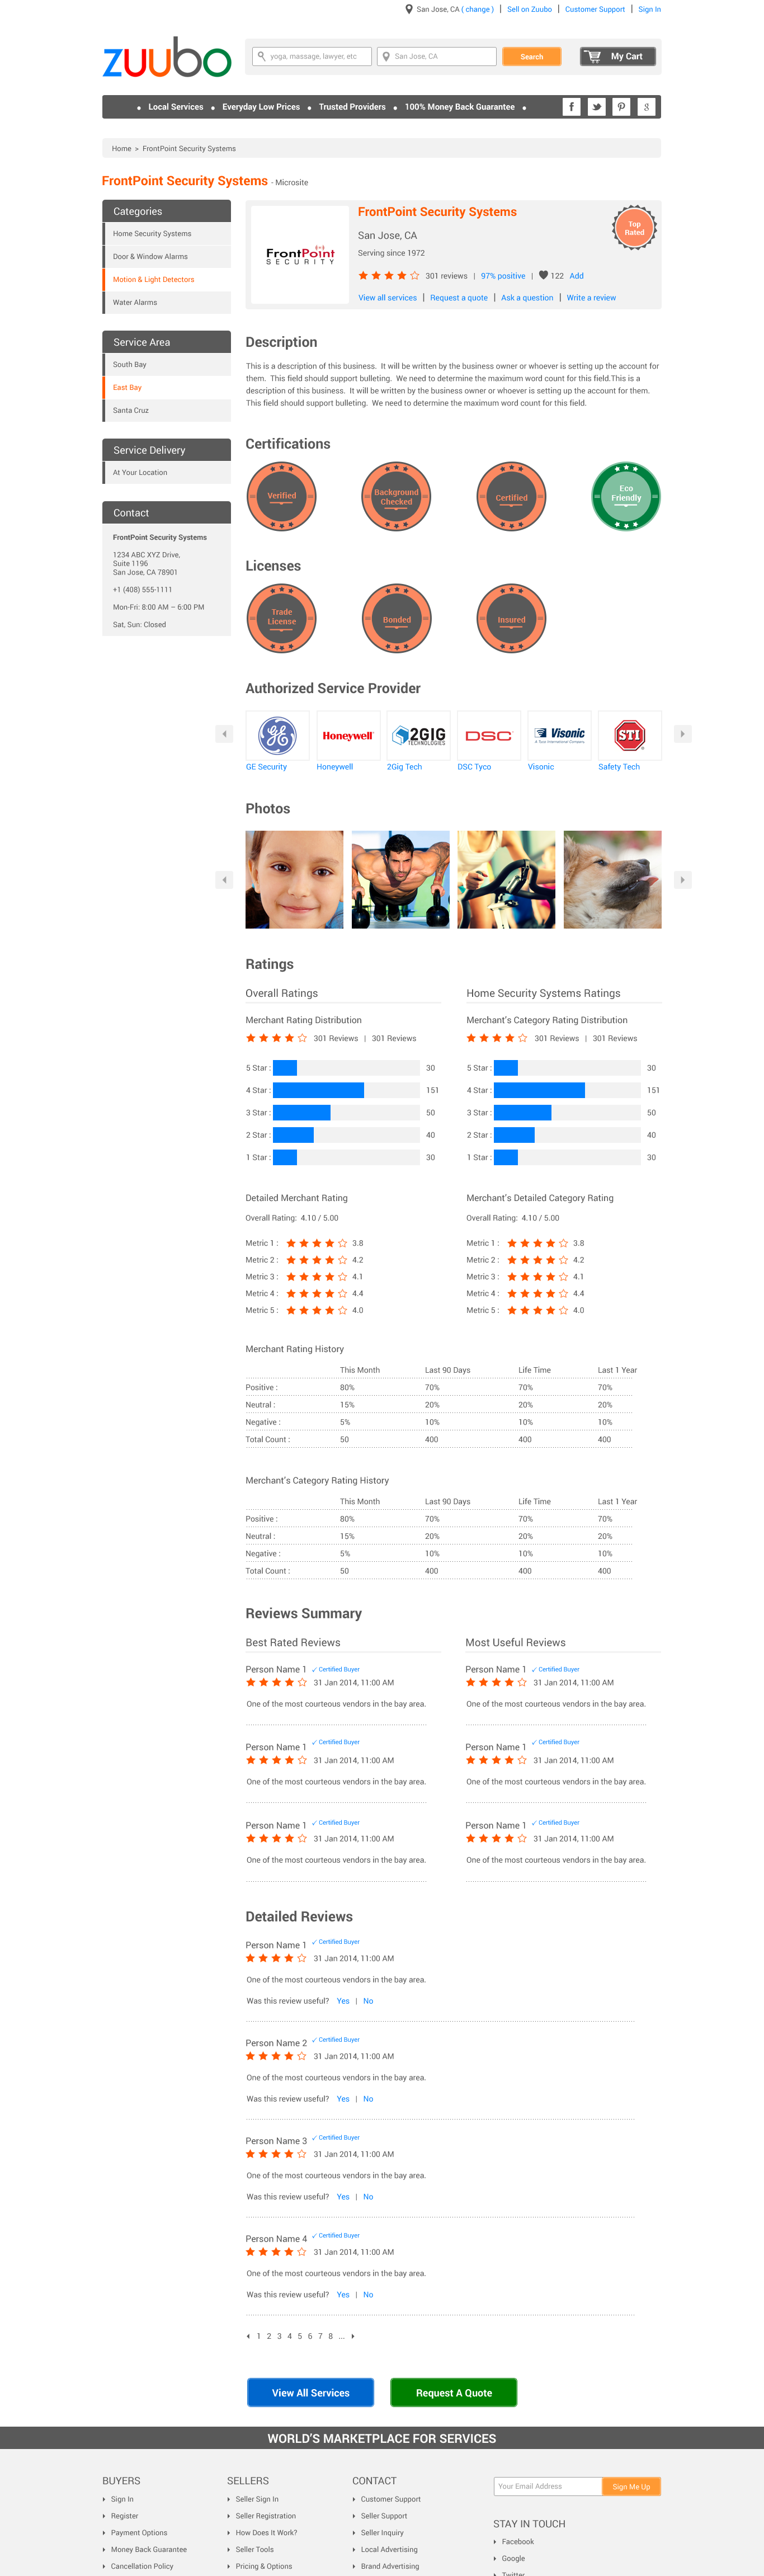 San Jose, CA ( change ) | Sell on Zuubo | Customer Support | Sign In
zuubo
yoga, massage, lawyer, etc
San Jose, CA
Search
My Cart
• Local Services • Everyday Low Prices • Trusted Providers • 100% Money Back Guarantee •
Home > FrontPoint Security Systems
FrontPoint Security Systems - Microsite
Categories
Home Security Systems
Door & Window Alarms
Motion & Light Detectors
Water Alarms
Service Area
South Bay
East Bay
Santa Cruz
Service Delivery
At Your Location
Contact
FrontPoint Security Systems
1234 ABC XYZ Drive,
Suite 1196
San Jose, CA 78901
+1 (408) 555-1111
Mon-Fri: 8:00 AM – 6:00 PM
Sat, Sun: Closed
FrontPoint
SECURITY
FrontPoint Security Systems
San Jose, CA
Serving since 1972
301 reviews | 97% positive | 122 Add
View all services | Request a quote | Ask a question | Write a review
Top
Rated
Description
This is a description of this business. It will be written by the business owner or whoever is setting up the account for
them. This field should support bulleting. We need to determine the maximum word count for this field.This is a
description of this business. It will be written by the business owner or whoever is setting up the account for them.
This field should support bulleting. We need to determine the maximum word count for this field.
Certifications
Verified
Background
Checked
Certified
Eco
Friendly
Licenses
Trade
License
Bonded
Insured
Authorized Service Provider
GE
Honeywell
2GIG
TECHNOLOGIES
DSC
Visonic
A Tyco International Company
STI
GE Security
Honeywell
2Gig Tech
DSC Tyco
Visonic
Safety Tech
Photos
Ratings
Overall Ratings
Merchant Rating Distribution
301 Reviews | 301 Reviews
5 Star : 30
4 Star : 151
3 Star : 50
2 Star : 40
1 Star : 30
Home Security Systems Ratings
Merchant's Category Rating Distribution
301 Reviews | 301 Reviews
5 Star : 30
4 Star : 151
3 Star : 50
2 Star : 40
1 Star : 30
Detailed Merchant Rating
Overall Rating: 4.10 / 5.00
Metric 1 : 3.8
Metric 2 : 4.2
Metric 3 : 4.1
Metric 4 : 4.4
Metric 5 : 4.0
Merchant's Detailed Category Rating
Overall Rating: 4.10 / 5.00
Metric 1 : 3.8
Metric 2 : 4.2
Metric 3 : 4.1
Metric 4 : 4.4
Metric 5 : 4.0
Merchant Rating History
This Month Last 90 Days Life Time Last 1 Year
Positive : 80% 70% 70% 70%
Neutral : 15% 20% 20% 20%
Negative : 5% 10% 10% 10%
Total Count : 50 400 400 400
Merchant's Category Rating History
This Month Last 90 Days Life Time Last 1 Year
Positive : 80% 70% 70% 70%
Neutral : 15% 20% 20% 20%
Negative : 5% 10% 10% 10%
Total Count : 50 400 400 400
Reviews Summary
Best Rated Reviews
Person Name 1 ✓ Certified Buyer
31 Jan 2014, 11:00 AM
One of the most courteous vendors in the bay area.
Person Name 1 ✓ Certified Buyer
31 Jan 2014, 11:00 AM
One of the most courteous vendors in the bay area.
Person Name 1 ✓ Certified Buyer
31 Jan 2014, 11:00 AM
One of the most courteous vendors in the bay area.
Most Useful Reviews
Person Name 1 ✓ Certified Buyer
31 Jan 2014, 11:00 AM
One of the most courteous vendors in the bay area.
Person Name 1 ✓ Certified Buyer
31 Jan 2014, 11:00 AM
One of the most courteous vendors in the bay area.
Person Name 1 ✓ Certified Buyer
31 Jan 2014, 11:00 AM
One of the most courteous vendors in the bay area.
Detailed Reviews
Person Name 1 ✓ Certified Buyer
31 Jan 2014, 11:00 AM
One of the most courteous vendors in the bay area.
Was this review useful? Yes | No
Person Name 2 ✓ Certified Buyer
31 Jan 2014, 11:00 AM
One of the most courteous vendors in the bay area.
Was this review useful? Yes | No
Person Name 3 ✓ Certified Buyer
31 Jan 2014, 11:00 AM
One of the most courteous vendors in the bay area.
Was this review useful? Yes | No
Person Name 4 ✓ Certified Buyer
31 Jan 2014, 11:00 AM
One of the most courteous vendors in the bay area.
Was this review useful? Yes | No
1 2 3 4 5 6 7 8 ...
View All Services
Request A Quote
WORLD'S MARKETPLACE FOR SERVICES
BUYERS
Sign In
Register
Payment Options
Money Back Guarantee
Cancellation Policy
SELLERS
Seller Sign In
Seller Registration
How Does It Work?
Seller Tools
Pricing & Options
CONTACT
Customer Support
Seller Support
Seller Inquiry
Local Advertising
Brand Advertising
Your Email Address
Sign Me Up
STAY IN TOUCH
Facebook
Google
Twitter